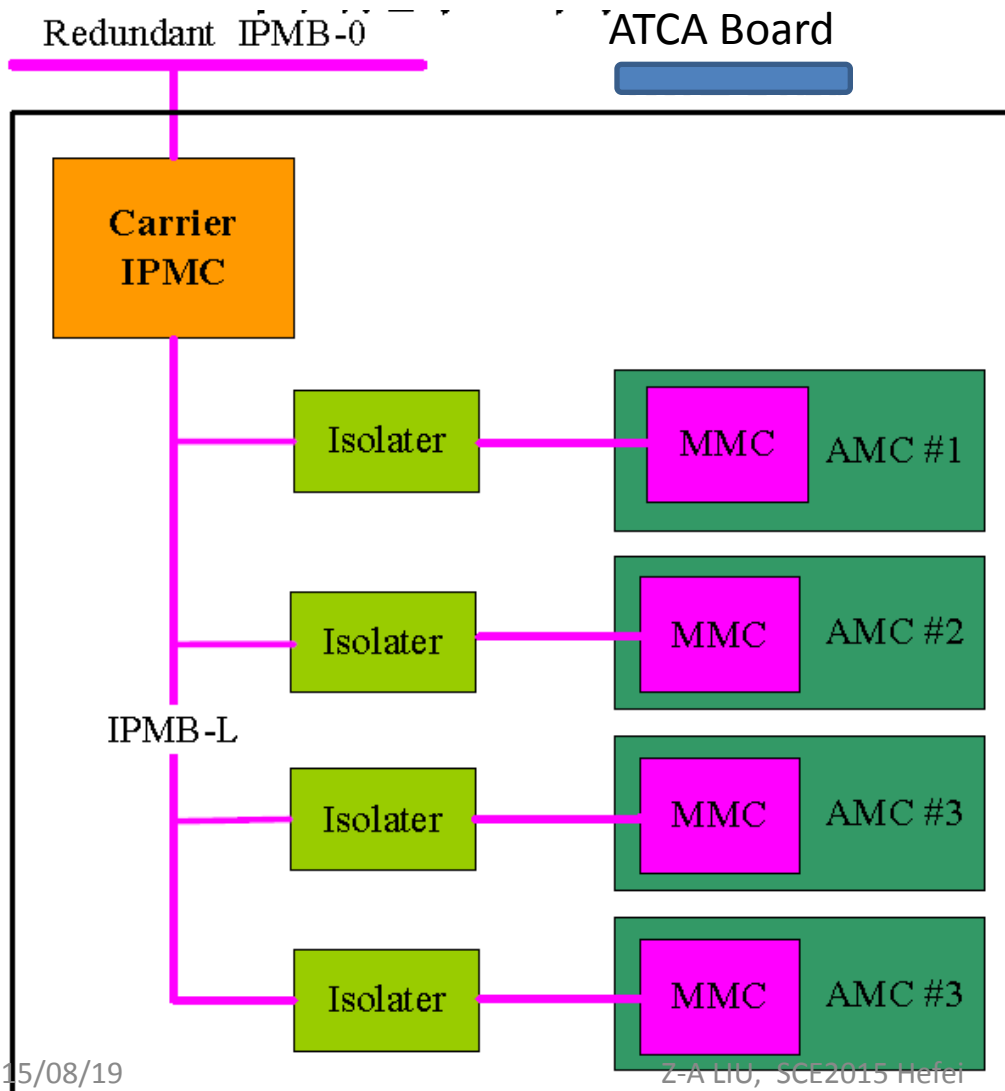 Redundant IPMB-0
ATCA Board
Carrier
IPMC
Isolater
MMC
AMC #1
Isolater
MMC
AMC #2
IPMB-L
Isolater
MMC
AMC #3
Isolater
MMC
AMC #3
15/08/19
Z-A LIU, SCE2015 Hefei